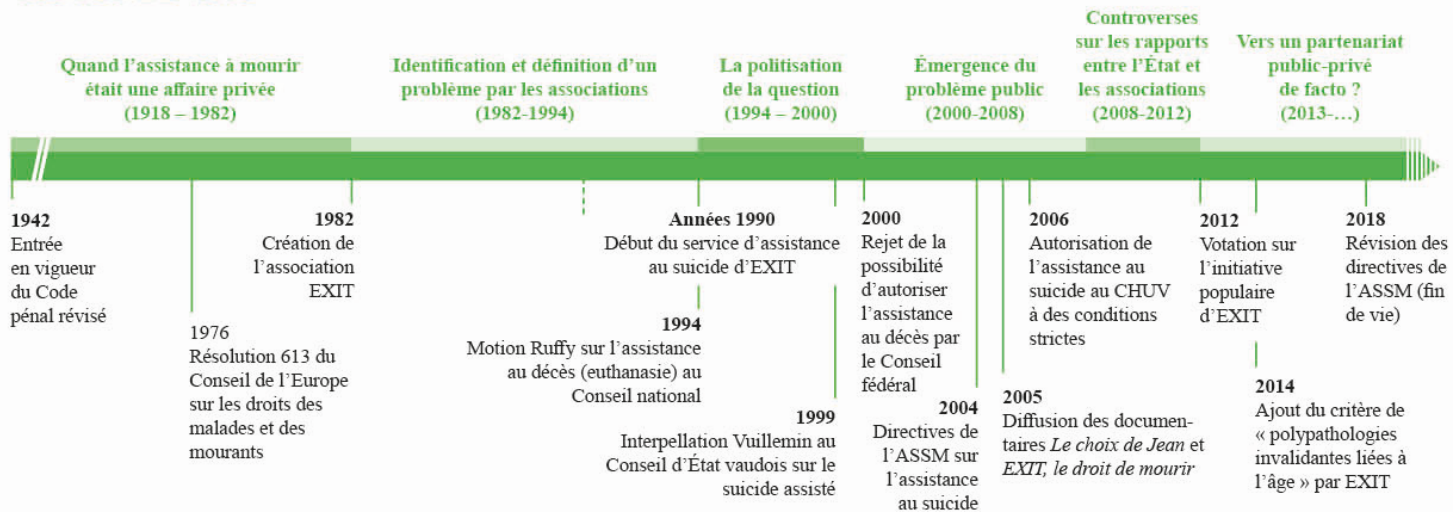 Quand l’assistance à mourir
était une affaire privée
(1918 – 1982)
Identification et définition d’un
problème par les associations
(1982-1994)
La politisation
de la question
(1994 – 2000)
Émergence du
problème public
(2000-2008)
Controverses
sur les rapports
entre l’État et
les associations
(2008-2012)
Vers un partenariat
public-privé
de facto ?
(2013-…)
1942
Entrée
en vigueur
du Code
pénal révisé
1976
Résolution 613 du
Conseil de l’Europe
sur les droits des
malades et des
mourants
1982
Création de
l’association
EXIT
Années 1990
Début du service d’assistance
au suicide d’EXIT
1994
Motion Ruffy sur l’assistance
au décès (euthanasie) au
Conseil national
1999
Interpellation Vuillemin au
Conseil d’État vaudois sur le
suicide assisté
2000
Rejet de la
possibilité
d’autoriser
l’assistance
au décès par
le Conseil
fédéral
2004
Directives de
l’ASSM sur
l’assistance
au suicide
2005
Diffusion des documen-
taires Le choix de Jean et
EXIT, le droit de mourir
2006
Autorisation de
l’assistance au
suicide au CHUV
à des conditions
strictes
2012
Votation sur
l’initiative
populaire
d’EXIT
2014
Ajout du critère de
« polypathologies
invalidantes liées à
l’âge » par EXIT
2018
Révision des
directives de
l’ASSM (fin
de vie)